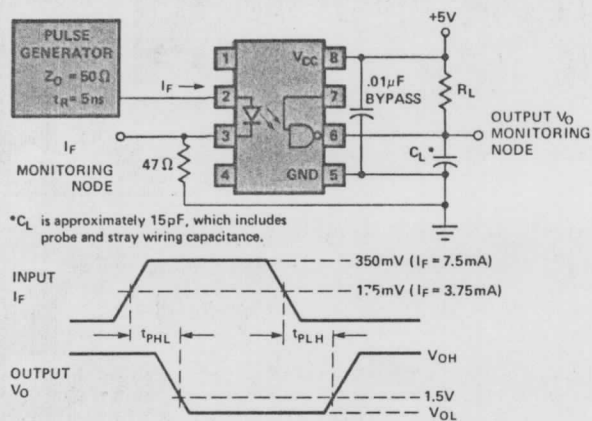 PULSE
GENERATOR
Z_O = 50Ω
t_R = 5ns
I_F →
1
2
3
4
V_CC 8
7
6
GND 5
.01µF
BYPASS
+5V
R_L
OUTPUT V_O
MONITORING
NODE
C_L*
I_F
MONITORING
NODE
47Ω
*C_L is approximately 15pF, which includes
probe and stray wiring capacitance.
INPUT
I_F
350mV (I_F = 7.5mA)
175mV (I_F = 3.75mA)
t_PHL
t_PLH
OUTPUT
V_O
V_OH
1.5V
V_OL